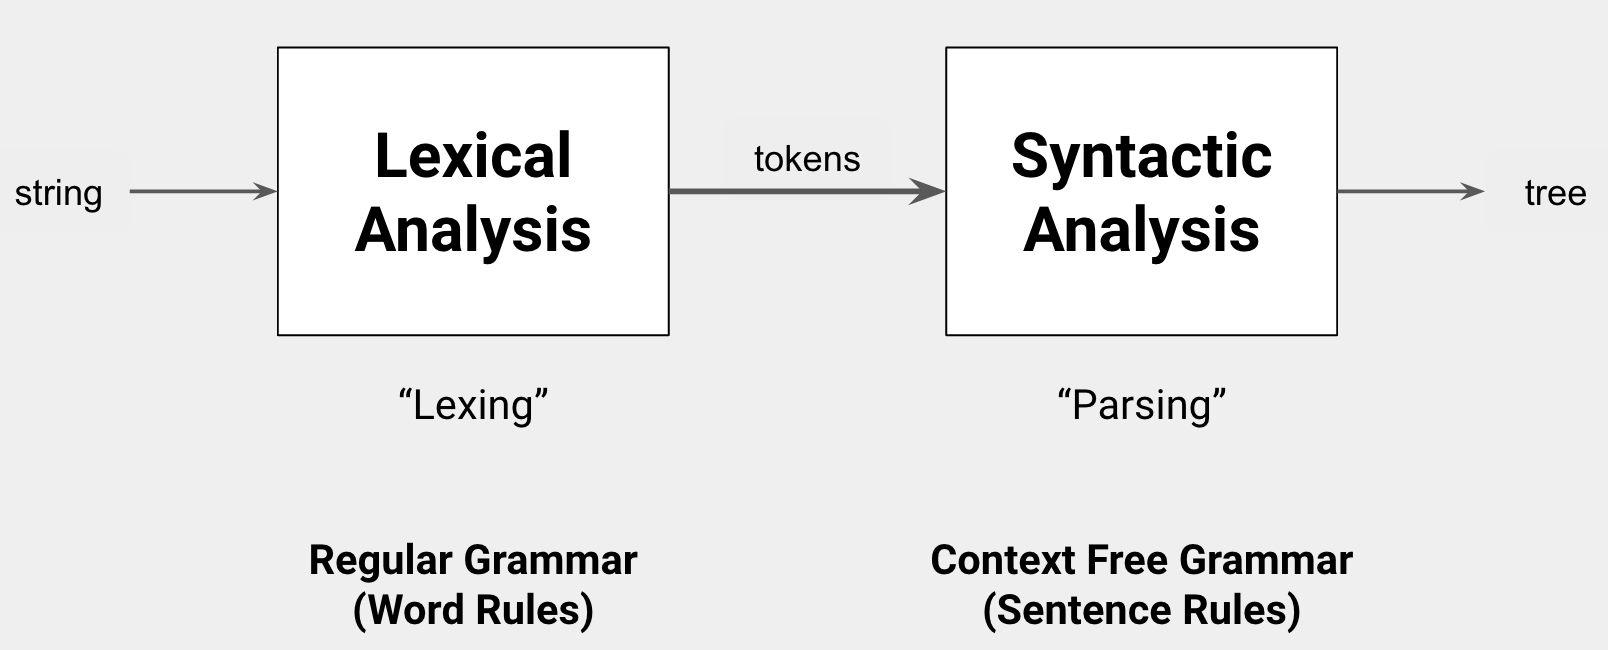 string
Lexical
Analysis
tokens
Syntactic
Analysis
tree
“Lexing”
“Parsing”
Regular Grammar
(Word Rules)
Context Free Grammar
(Sentence Rules)